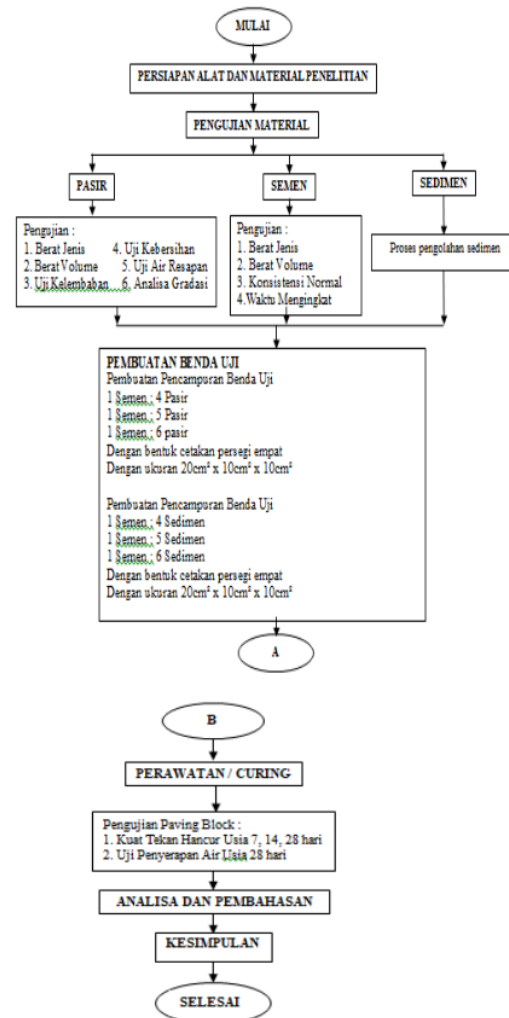 MULAI
PERSIAPAN ALAT DAN MATERIAL PENELITIAN
PENGUJIAN MATERIAL
PASIR
Pengujian :
1. Berat Jenis 4. Uji Kebersihan
2. Berat Volume 5. Uji Air Resapan
3. Uji Kelembaban 6. Analisa Gradasi
SEMEN
Pengujian :
1. Berat Jenis
2. Berat Volume
3. Konsistensi Normal
4.Waktu Mengingkat
SEDIMEN
Proses pengolahan sedimen
PEMBUATAN BENDA UJI
Pembuatan Pencampuran Benda Uji
1 Semen : 4 Pasir
1 Semen : 5 Pasir
1 Semen : 6 pasir
Dengan bentuk cetakan persegi empat
Dengan ukuran 20cm² x 10cm² x 10cm²
Pembuatan Pencampuran Benda Uji
1 Semen : 4 Sedimen
1 Semen : 5 Sedimen
1 Semen : 6 Sedimen
Dengan bentuk cetakan persegi empat
Dengan ukuran 20cm² x 10cm² x 10cm²
A
B
PERAWATAN / CURING
Pengujian Paving Block :
1. Kuat Tekan Hancur Usia 7, 14, 28 hari
2. Uji Penyerapan Air Usia 28 hari
ANALISA DAN PEMBAHASAN
KESIMPULAN
SELESAI